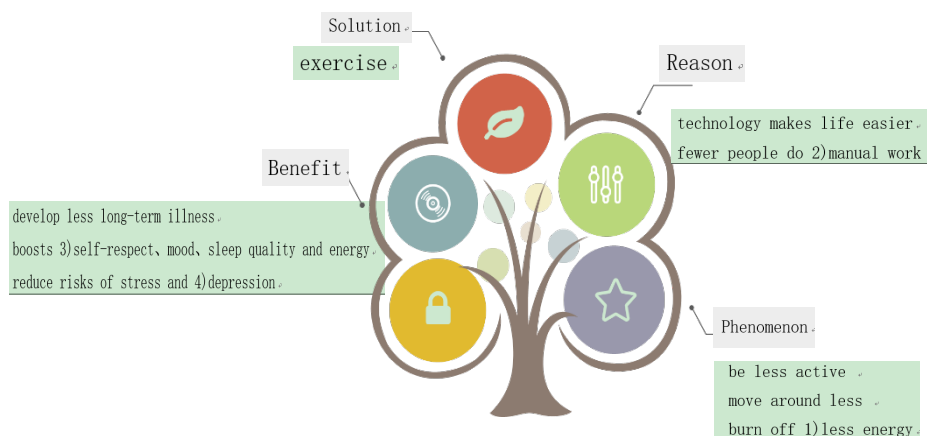 Solution
exercise
Reason
technology makes life easier
fewer people do 2)manual work
Benefit
develop less long-term illness
boosts 3)self-respect、mood、sleep quality and energy
reduce risks of stress and 4)depression
Phenomenon
be less active
move around less
burn off 1)less energy